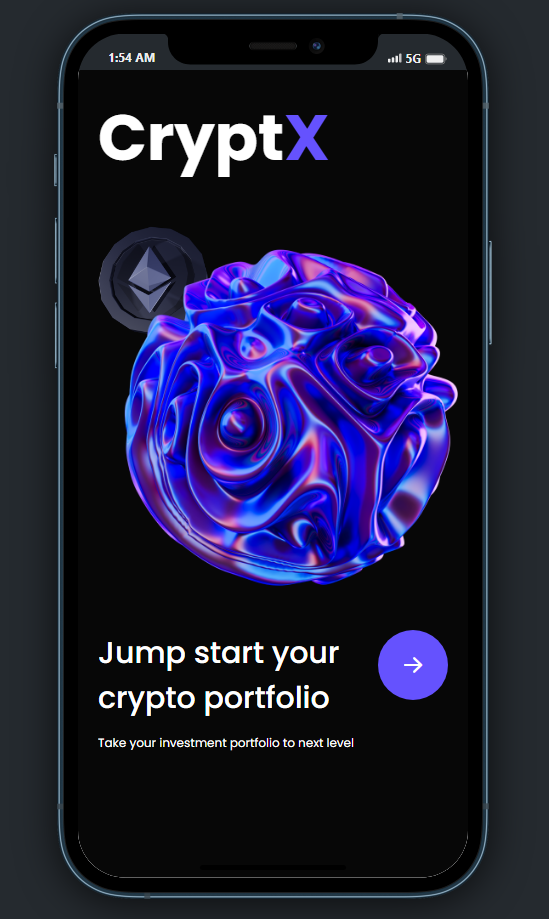 1:54 AM 5G
CryptX
Jump start your
crypto portfolio
Take your investment portfolio to next level